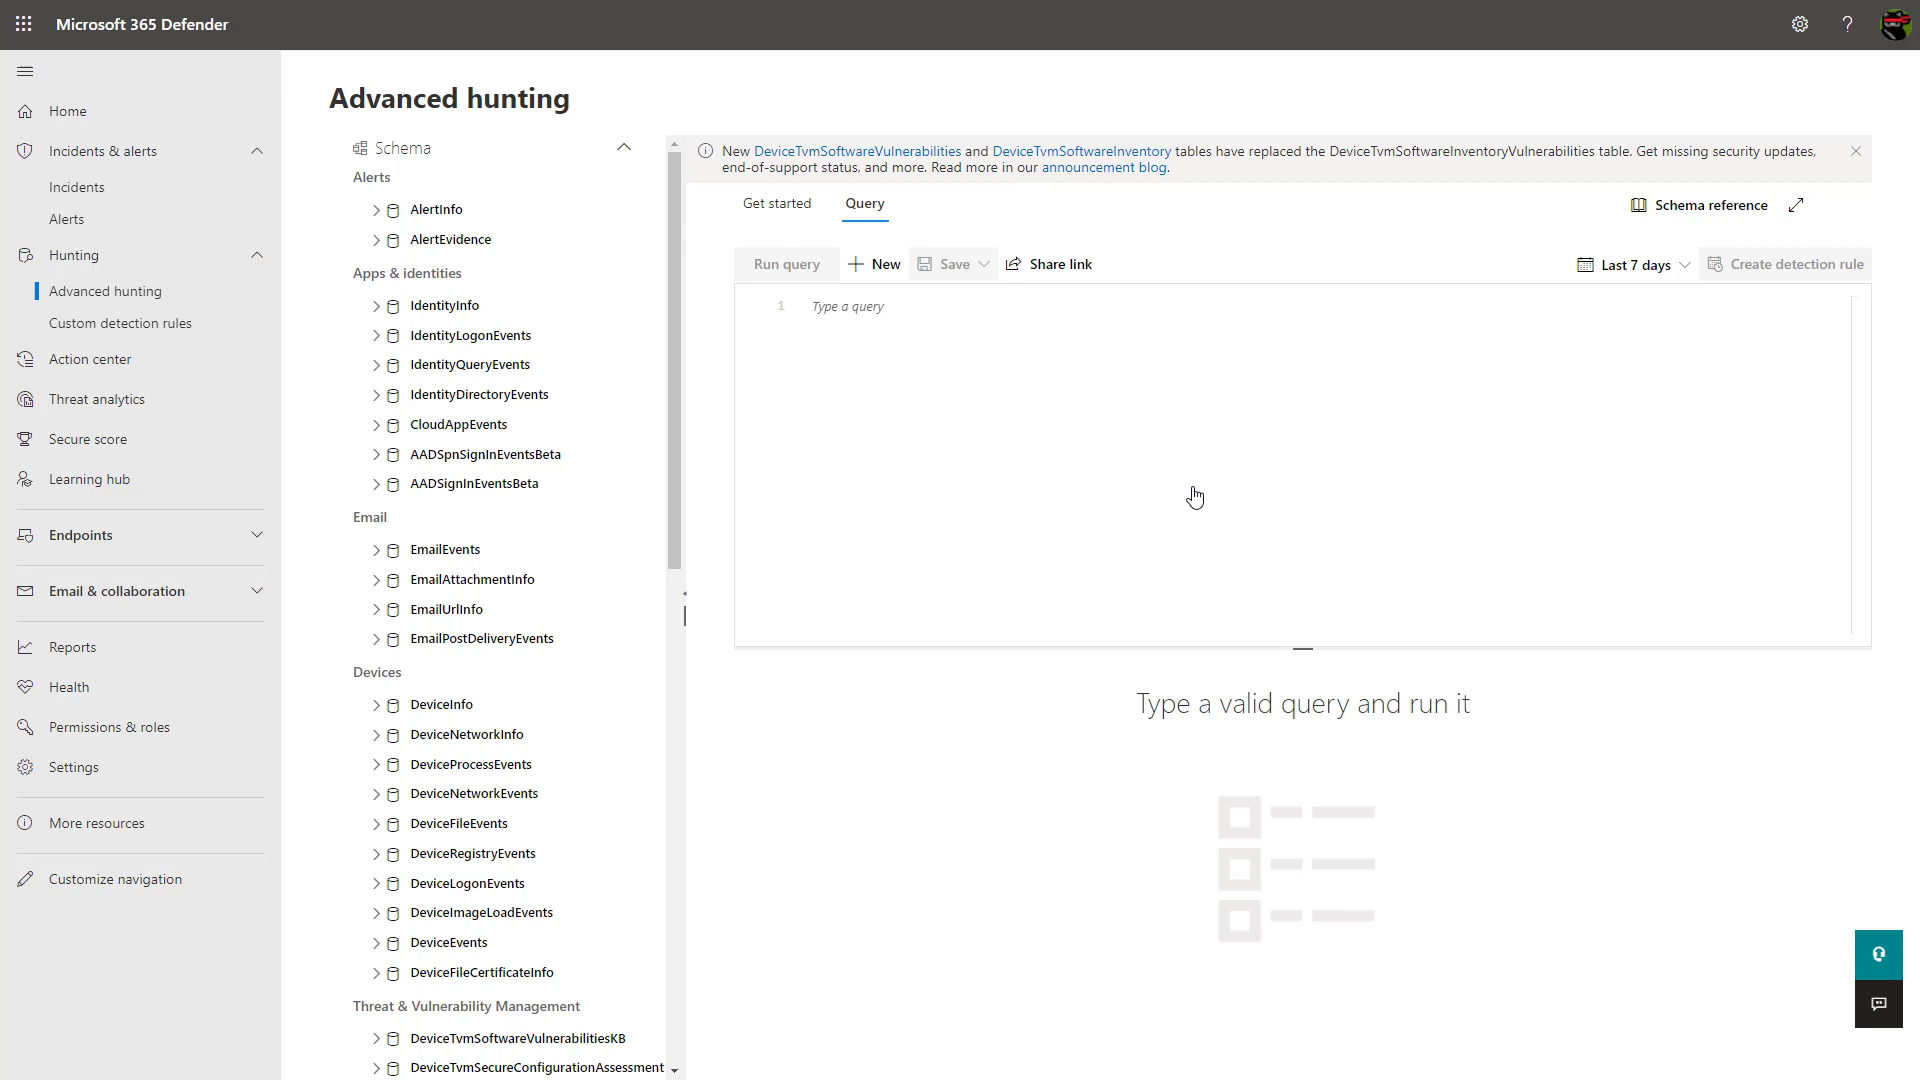 Microsoft 365 Defender
Home
Incidents & alerts
Incidents
Alerts
Hunting
Advanced hunting
Custom detection rules
Action center
Threat analytics
Secure score
Learning hub
Endpoints
Email & collaboration
Reports
Health
Permissions & roles
Settings
More resources
Customize navigation
Advanced hunting
Schema
Alerts
AlertInfo
AlertEvidence
Apps & identities
IdentityInfo
IdentityLogonEvents
IdentityQueryEvents
IdentityDirectoryEvents
CloudAppEvents
AADSpnSignInEventsBeta
AADSignInEventsBeta
Email
EmailEvents
EmailAttachmentInfo
EmailUrlInfo
EmailPostDeliveryEvents
Devices
DeviceInfo
DeviceNetworkInfo
DeviceProcessEvents
DeviceNetworkEvents
DeviceFileEvents
DeviceRegistryEvents
DeviceLogonEvents
DeviceImageLoadEvents
DeviceEvents
DeviceFileCertificateInfo
Threat & Vulnerability Management
DeviceTvmSoftwareVulnerabilitiesKB
DeviceTvmSecureConfigurationAssessment
New DeviceTvmSoftwareVulnerabilities and DeviceTvmSoftwareInventory tables have replaced the DeviceTvmSoftwareInventoryVulnerabilities table. Get missing security updates,
end-of-support status, and more. Read more in our announcement blog.
Get started Query Schema reference
Run query New Save Share link Last 7 days Create detection rule
1 Type a query
Type a valid query and run it